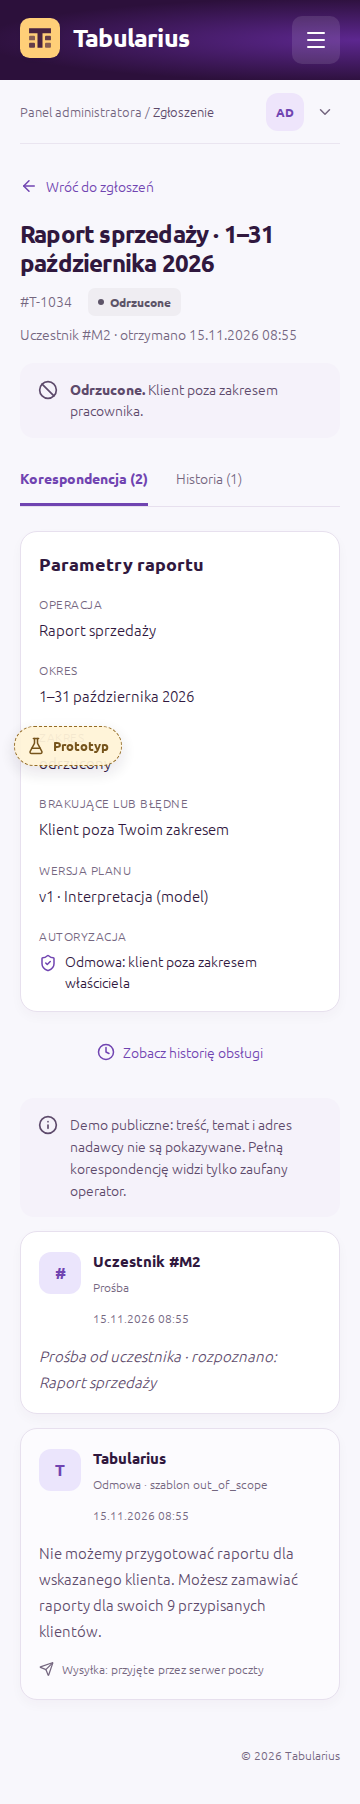 Tabularius
Panel administratora / Zgłoszenie
AD
Wróć do zgłoszeń
Raport sprzedaży · 1–31
października 2026
#T-1034
Odrzucone
Uczestnik #M2 · otrzymano 15.11.2026 08:55
Odrzucone. Klient poza zakresem
pracownika.
Korespondencja (2)
Historia (1)
Parametry raportu
OPERACJA
Raport sprzedaży
OKRES
1–31 października 2026
Prototyp
BRAKUJĄCE LUB BŁĘDNE
Klient poza Twoim zakresem
WERSJA PLANU
v1 · Interpretacja (model)
AUTORYZACJA
Odmowa: klient poza zakresem
właściciela
Zobacz historię obsługi
Demo publiczne: treść, temat i adres
nadawcy nie są pokazywane. Pełną
korespondencję widzi tylko zaufany
operator.
#
Uczestnik #M2
Prośba
15.11.2026 08:55
Prośba od uczestnika · rozpoznano:
Raport sprzedaży
T
Tabularius
Odmowa · szablon out_of_scope
15.11.2026 08:55
Nie możemy przygotować raportu dla
wskazanego klienta. Możesz zamawiać
raporty dla swoich 9 przypisanych
klientów.
Wysyłka: przyjęte przez serwer poczty
© 2026 Tabularius